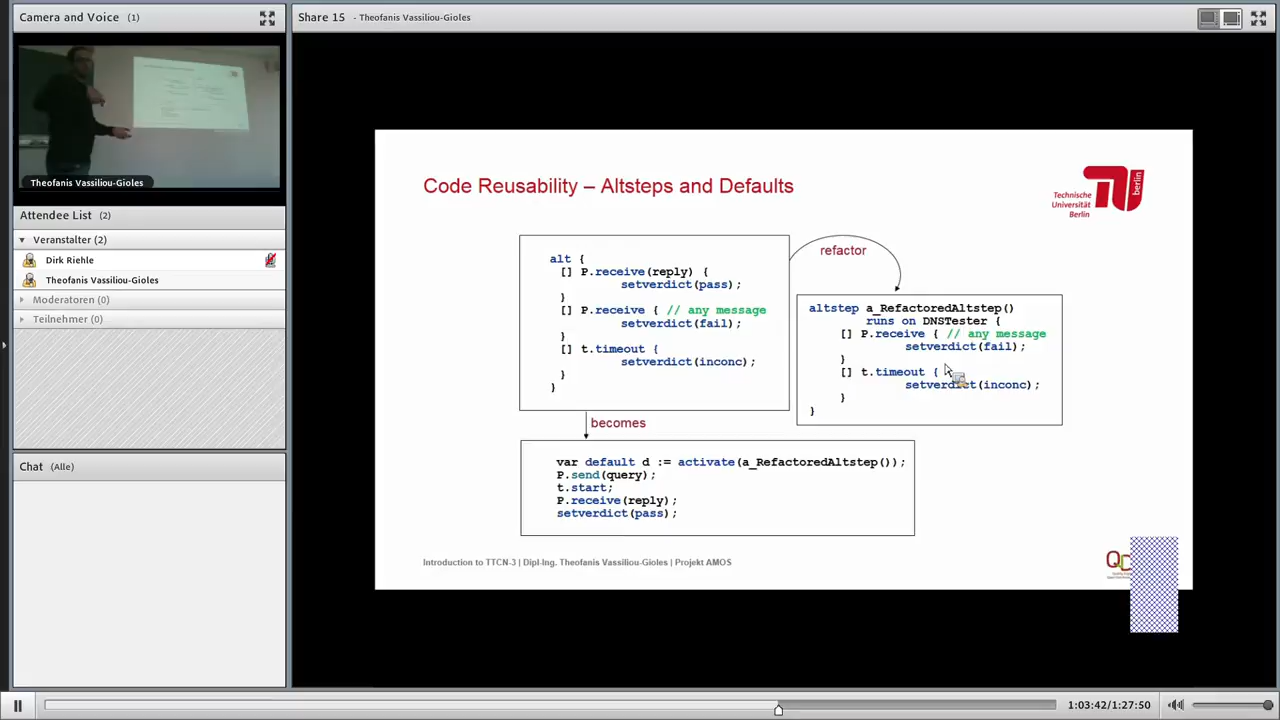 Camera and Voice (1)
Theofanis Vassiliou-Gioles
Attendee List (2)
Veranstalter (2)
Dirk Riehle
Theofanis Vassiliou-Gioles
Moderatoren (0)
Teilnehmer (0)
Chat (Alle)
Share 15 - Theofanis Vassiliou-Gioles
Code Reusability – Altsteps and Defaults
Technische
Universität
Berlin
berlin
alt {
[] P.receive(reply) {
setverdict(pass);
}
[] P.receive { // any message
setverdict(fail);
}
[] t.timeout {
setverdict(inconc);
}
}
refactor
altstep a_RefactoredAltstep()
runs on DNSTester {
[] P.receive { // any message
setverdict(fail);
}
[] t.timeout {
setverdict(inconc);
}
}
becomes
var default d := activate(a_RefactoredAltstep());
P.send(query);
t.start;
P.receive(reply);
setverdict(pass);
Introduction to TTCN-3 | Dipl-Ing. Theofanis Vassiliou-Gioles | Projekt AMOS
1:03:42/1:27:50